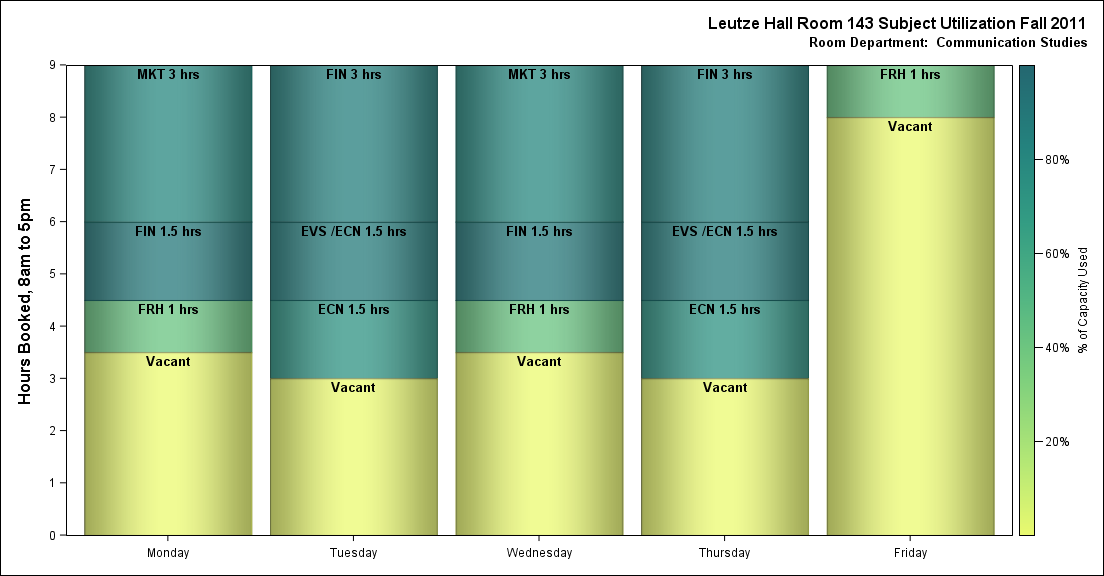 Leutze Hall Room 143 Subject Utilization Fall 2011
Room Department:  Communication Studies
Hours Booked, 8am to 5pm
9
8
7
6
5
4
3
2
1
0
MKT 3 hrs
FIN 1.5 hrs
FRH 1 hrs
Vacant
FIN 3 hrs
EVS /ECN 1.5 hrs
ECN 1.5 hrs
Vacant
MKT 3 hrs
FIN 1.5 hrs
FRH 1 hrs
Vacant
FIN 3 hrs
EVS /ECN 1.5 hrs
ECN 1.5 hrs
Vacant
FRH 1 hrs
Vacant
Monday
Tuesday
Wednesday
Thursday
Friday
80%
60%
40%
20%
% of Capacity Used